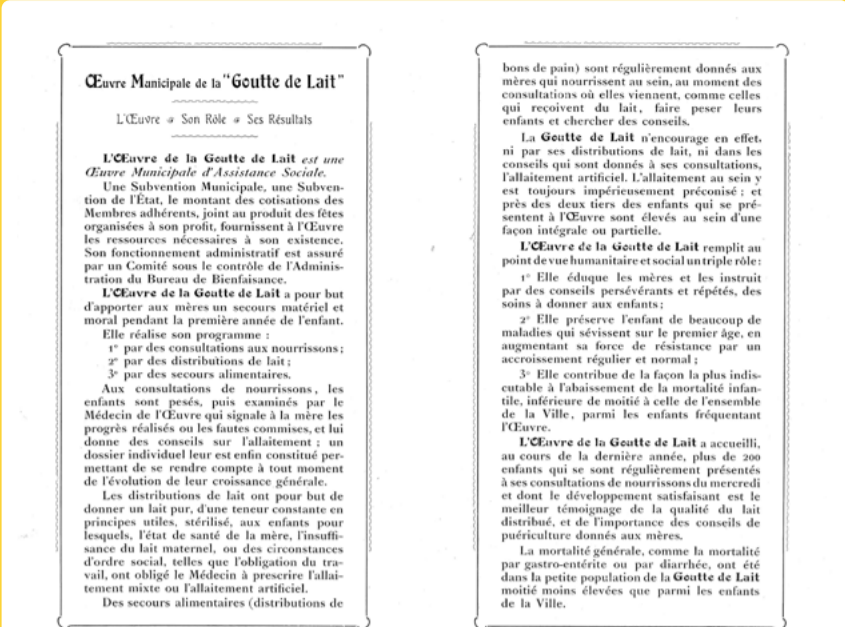 Œuvre Municipale de la "Goutte de Lait"
L'Œuvre Son Rôle Ses Résultats
L'Œuvre de la Goutte de Lait est une
Œuvre Municipale d'Assistance Sociale.
Une Subvention Municipale, une Subven-
tion de l'État, le montant des cotisations des
Membres adhérents, joint au produit des fêtes
organisées à son profit, fournissent à l'Œuvre
les ressources nécessaires à son existence.
Son fonctionnement administratif est assuré
par un Comité sous le contrôle de l'Adminis-
tration du Bureau de Bienfaisance.
L'Œuvre de la Goutte de Lait a pour but
d'apporter aux mères un secours matériel et
moral pendant la première année de l'enfant.
Elle réalise son programme :
1° par des consultations aux nourrissons ;
2° par des distributions de lait ;
3° par des secours alimentaires.
Aux consultations de nourrissons, les
enfants sont pesés, puis examinés par le
Médecin de l'Œuvre qui signale à la mère les
progrès réalisés ou les fautes commises, et lui
donne des conseils sur l'allaitement ; un
dossier individuel leur est enfin constitué per-
mettant de se rendre compte à tout moment
de l'évolution de leur croissance générale.
Les distributions de lait ont pour but de
donner un lait pur, d'une teneur constante en
principes utiles, stérilisé, aux enfants pour
lesquels, l'état de santé de la mère, l'insuffi-
sance du lait maternel, ou des circonstances
d'ordre social, telles que l'obligation du tra-
vail, ont obligé le Médecin à prescrire l'allai-
tement mixte ou l'allaitement artificiel.
Des secours alimentaires (distributions de
bons de pain) sont régulièrement donnés aux
mères qui nourrissent au sein, au moment des
consultations où elles viennent, comme celles
qui reçoivent du lait, faire peser leurs
enfants et chercher des conseils.
La Goutte de Lait n'encourage en effet,
ni par ses distributions de lait, ni dans les
conseils qui sont donnés à ses consultations,
l'allaitement artificiel. L'allaitement au sein y
est toujours impérieusement préconisé ; et
près des deux tiers des enfants qui se pré-
sentent à l'Œuvre sont élevés au sein d'une
façon intégrale ou partielle.
L'Œuvre de la Goutte de Lait remplit au
point de vue humanitaire et social un triple rôle :
1° Elle éduque les mères et les instruit
par des conseils persévérants et répétés, des
soins à donner aux enfants ;
2° Elle préserve l'enfant de beaucoup de
maladies qui sévissent sur le premier âge, en
augmentant sa force de résistance par un
accroissement régulier et normal ;
3° Elle contribue de la façon la plus indis-
cutable à l'abaissement de la mortalité infan-
tile, inférieure de moitié à celle de l'ensemble
de la Ville, parmi les enfants fréquentant
l'Œuvre.
L'Œuvre de la Goutte de Lait a accueilli,
au cours de la dernière année, plus de 200
enfants qui se sont régulièrement présentés
à ses consultations de nourrissons du mercredi
et dont le développement satisfaisant est le
meilleur témoignage de la qualité du lait
distribué, et de l'importance des conseils de
puériculture donnés aux mères.
La mortalité générale, comme la mortalité
par gastro-entérite ou par diarrhée, ont été
dans la petite population de la Goutte de Lait
moitié moins élevées que parmi les enfants
de la Ville.